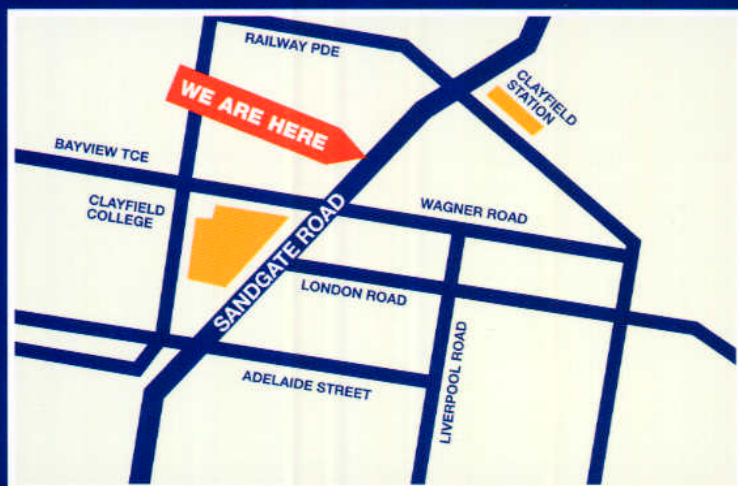 RAILWAY PDE
CLAYFIELD
STATION
WE ARE HERE
BAYVIEW TCE
CLAYFIELD
COLLEGE
WAGNER ROAD
SANDGATE ROAD
LONDON ROAD
LIVERPOOL ROAD
ADELAIDE STREET